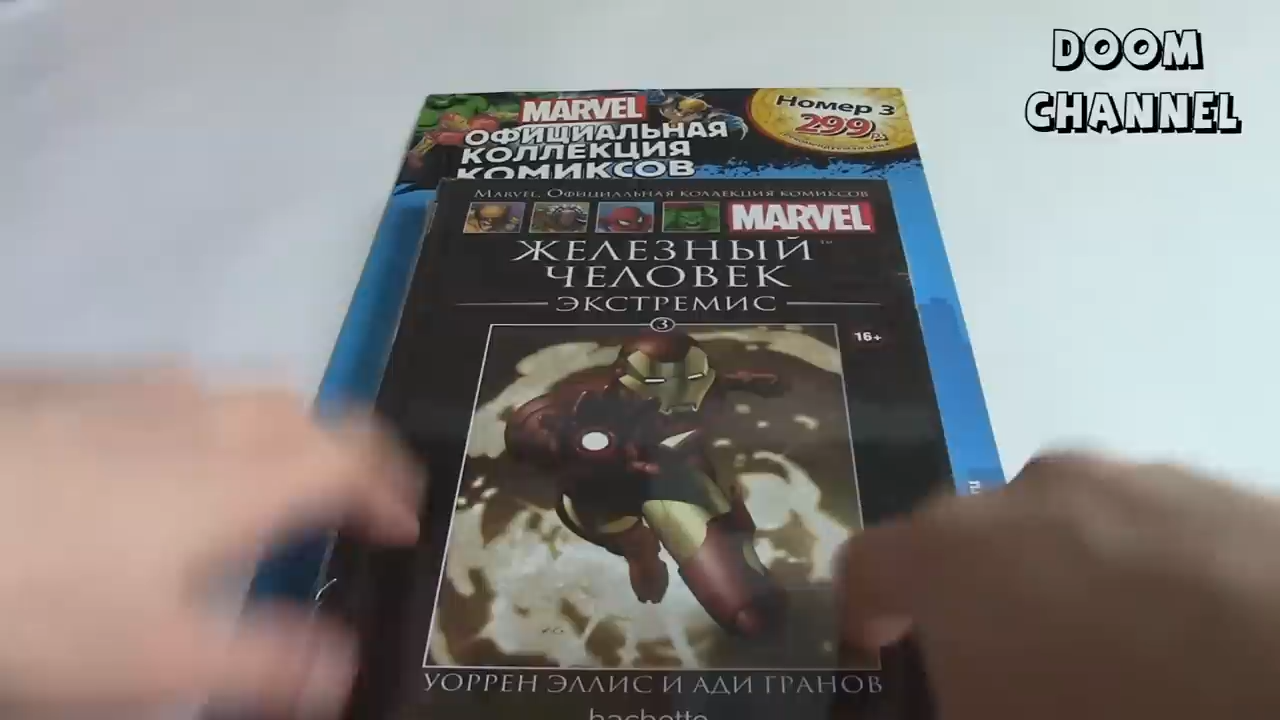 DOOM
CHANNEL
MARVEL
ОФИЦИАЛЬНАЯ
КОЛЛЕКЦИЯ
КОМИКСОВ
Номер 3
299
MARVEL. ОФИЦИАЛЬНАЯ КОЛЛЕКЦИЯ КОМИКСОВ
MARVEL
ЖЕЛЕЗНЫЙ
ЧЕЛОВЕК
ЭКСТРЕМИС
3
16+
УОРРЕН ЭЛЛИС И АДИ ГРАНОВ
hachette